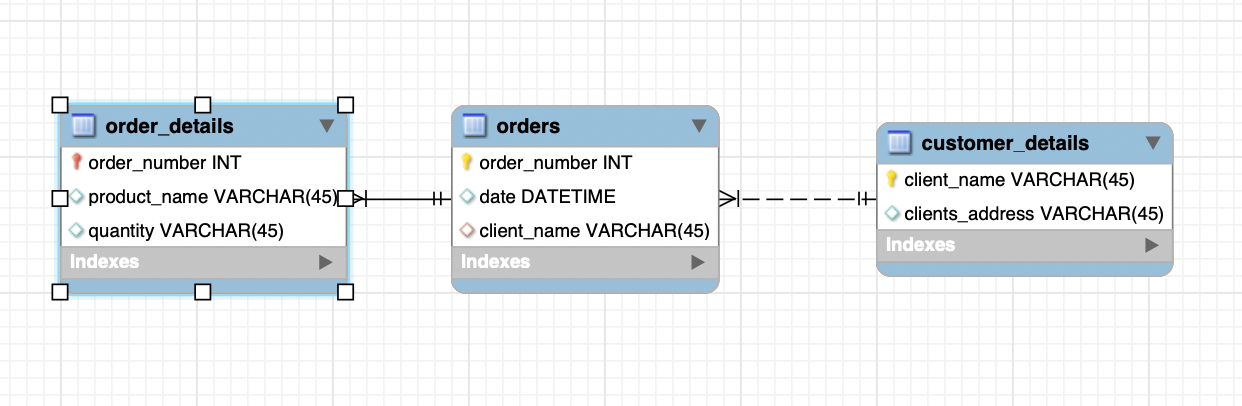 order_details
order_number INT
product_name VARCHAR(45)
quantity VARCHAR(45)
Indexes
orders
order_number INT
date DATETIME
client_name VARCHAR(45)
Indexes
customer_details
client_name VARCHAR(45)
clients_address VARCHAR(45)
Indexes